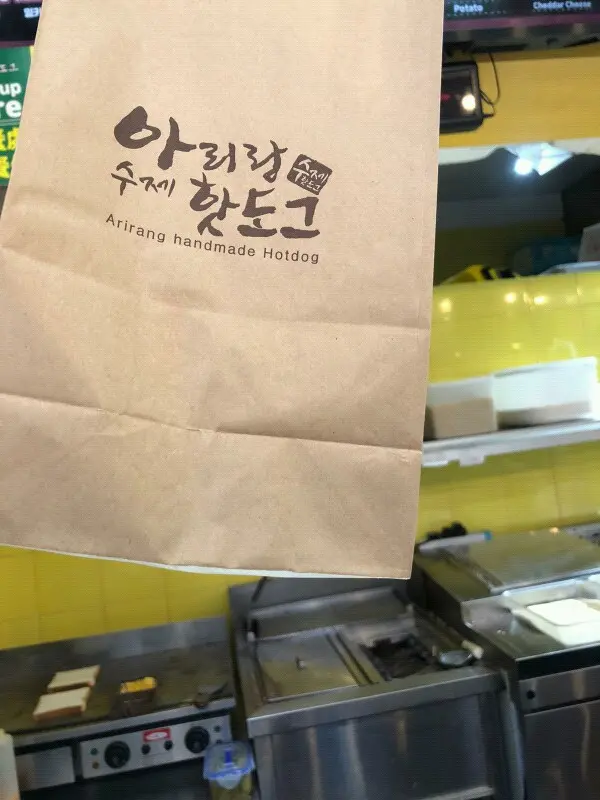 Potato
Cheddar Cheese
up
아리랑
수제 핫도그
수제
핫도그
Arirang handmade Hotdog